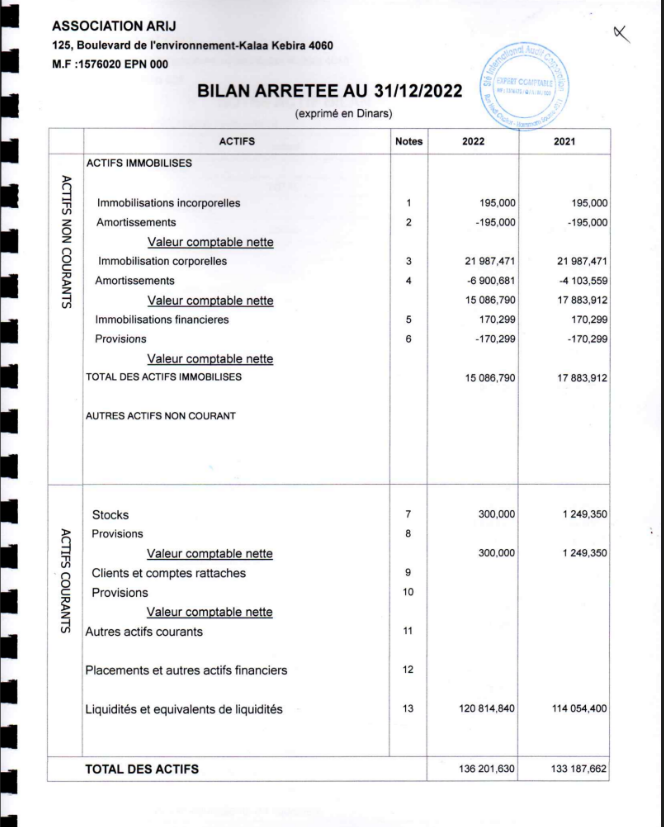 ASSOCIATION ARIJ
125, Boulevard de l'environnement-Kalaa Kebira 4060
M.F :1576020 EPN 000
BILAN ARRETEE AU 31/12/2022
(exprimé en Dinars)
EXPERT COMPTABLE
ACTIFS Notes 2022 2021
ACTIFS NON COURANTS
ACTIFS IMMOBILISES
Immobilisations incorporelles 1 195,000 195,000
Amortissements 2 -195,000 -195,000
Valeur comptable nette
Immobilisation corporelles 3 21 987,471 21 987,471
Amortissements 4 -6 900,681 -4 103,559
Valeur comptable nette 15 086,790 17 883,912
Immobilisations financieres 5 170,299 170,299
Provisions 6 -170,299 -170,299
Valeur comptable nette
TOTAL DES ACTIFS IMMOBILISES 15 086,790 17 883,912
AUTRES ACTIFS NON COURANT
ACTIFS COURANTS
Stocks 7 300,000 1 249,350
Provisions 8
Valeur comptable nette 300,000 1 249,350
Clients et comptes rattaches 9
Provisions 10
Valeur comptable nette
Autres actifs courants 11
Placements et autres actifs financiers 12
Liquidités et equivalents de liquidités 13 120 814,840 114 054,400
TOTAL DES ACTIFS 136 201,630 133 187,662